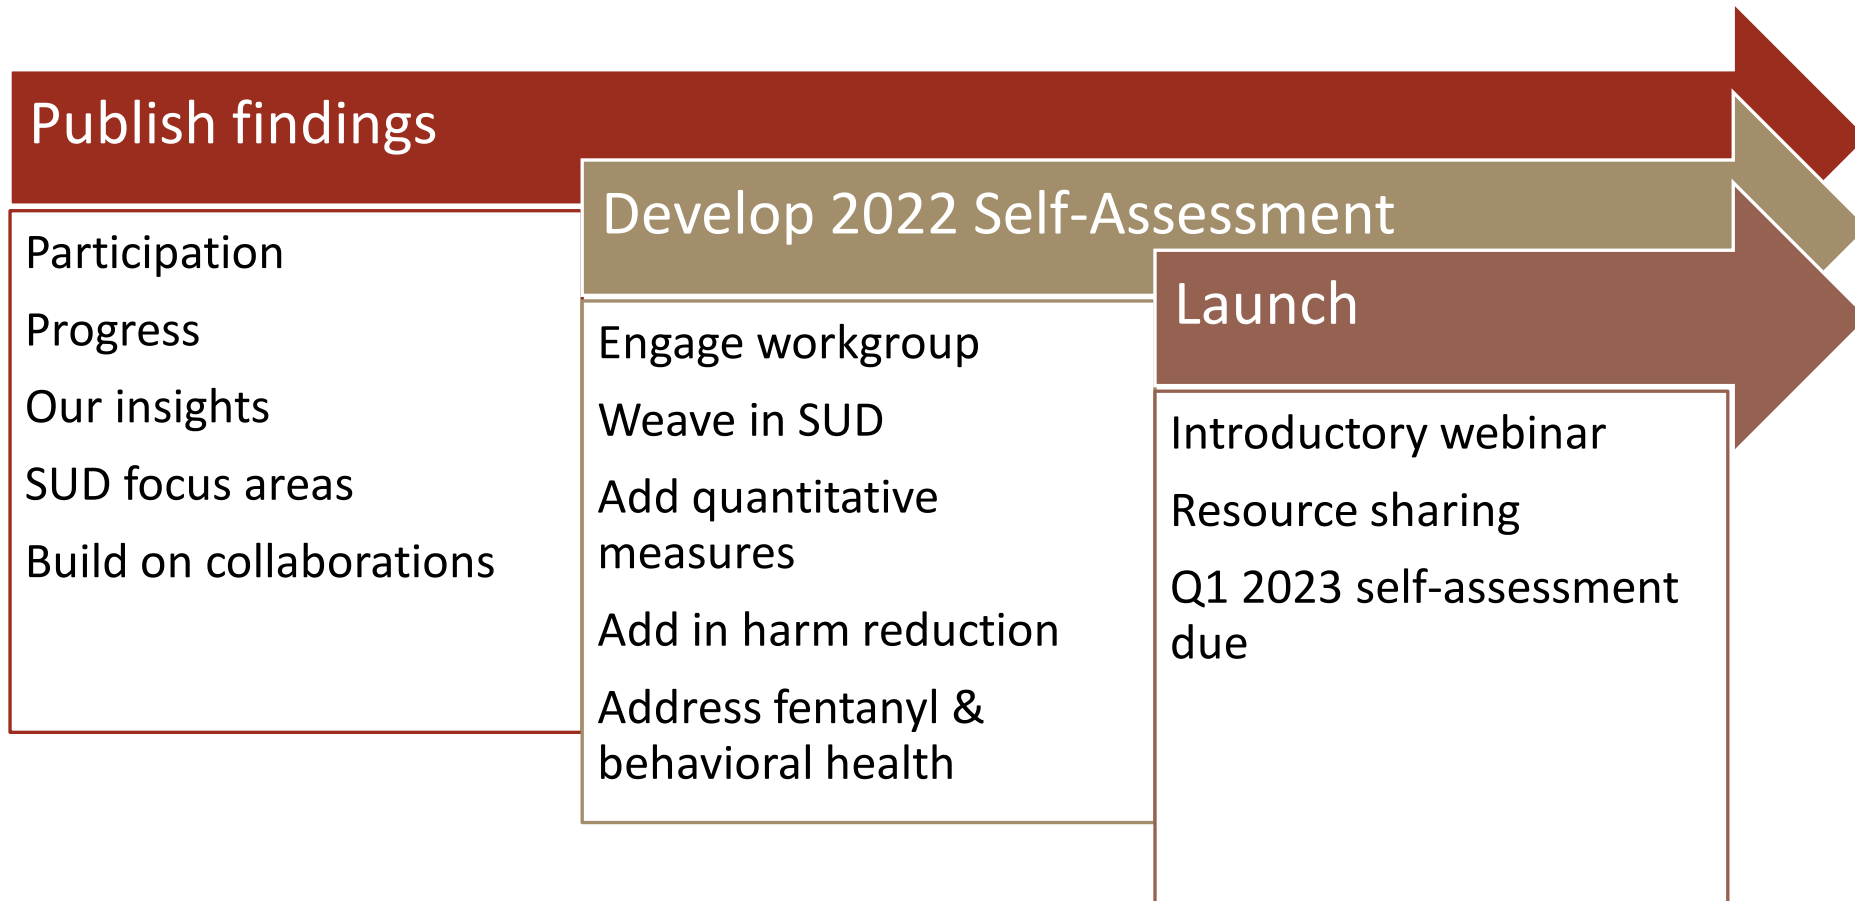 Publish findings
Participation
Progress
Our insights
SUD focus areas
Build on collaborations
Develop 2022 Self-Assessment
Engage workgroup
Weave in SUD
Add quantitative
measures
Add in harm reduction
Address fentanyl &
behavioral health
Launch
Introductory webinar
Resource sharing
Q1 2023 self-assessment
due